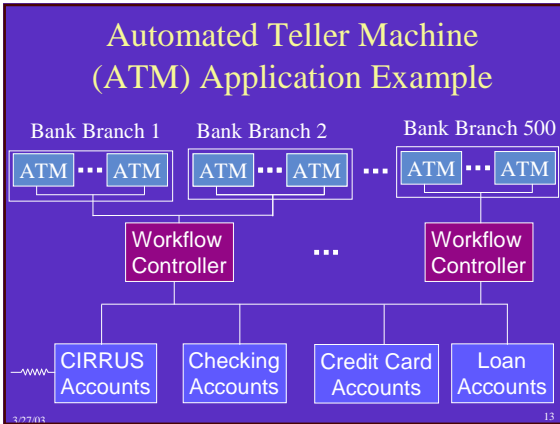 Automated Teller Machine
(ATM) Application Example
Bank Branch 1
Bank Branch 2
Bank Branch 500
ATM ... ATM
ATM ... ATM
...
ATM ... ATM
Workflow
Controller
...
Workflow
Controller
CIRRUS
Accounts
Checking
Accounts
Credit Card
Accounts
Loan
Accounts
3/27/03
13